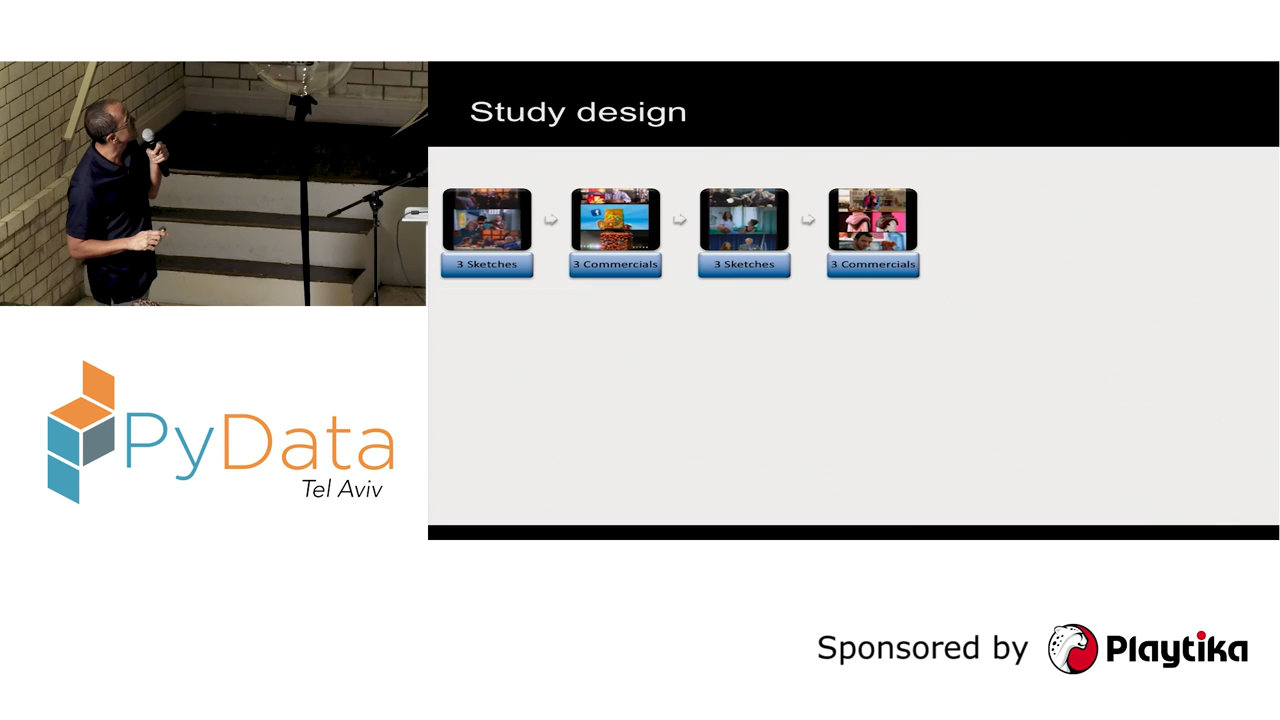 Study design
3 Sketches
3 Commercials
3 Sketches
3 Commercials
PyData
Tel Aviv
Sponsored by Playtika